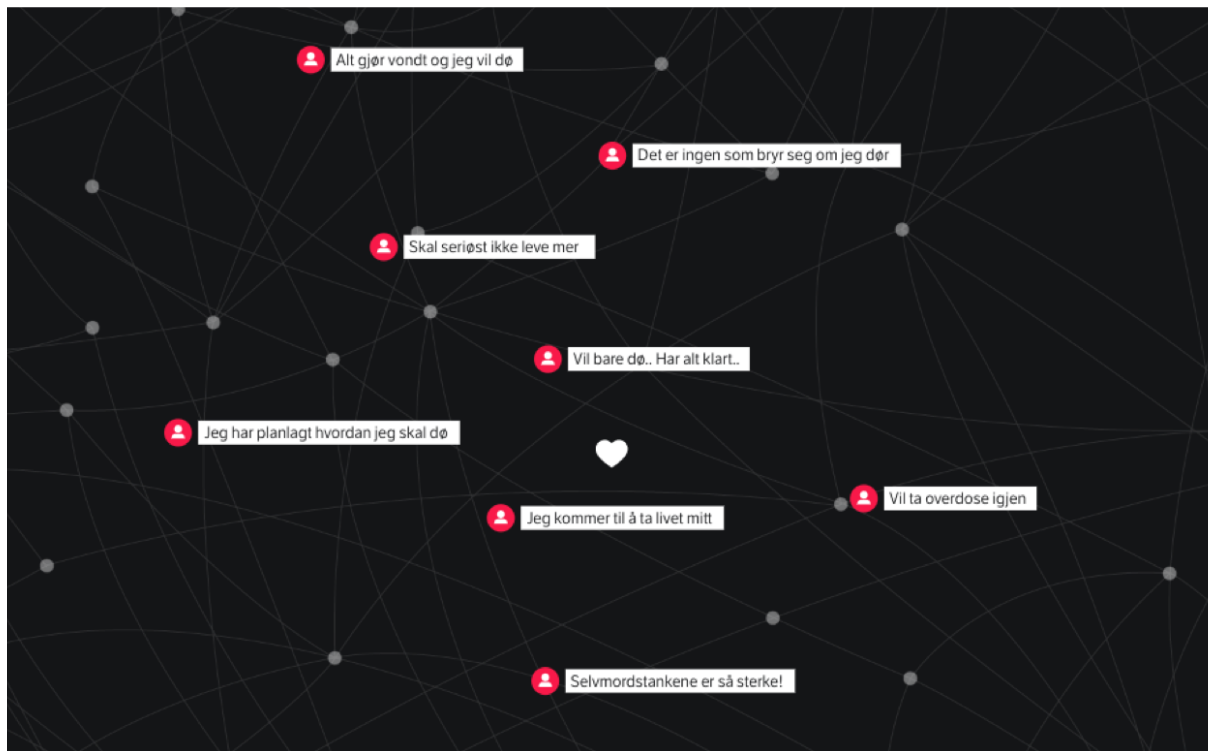 Alt gjør vondt og jeg vil dø
Det er ingen som bryr seg om jeg dør
Skal seriøst ikke leve mer
Vil bare dø.. Har alt klart..
Jeg har planlagt hvordan jeg skal dø
Vil ta overdose igjen
Jeg kommer til å ta livet mitt
Selvmordstankene er så sterke!